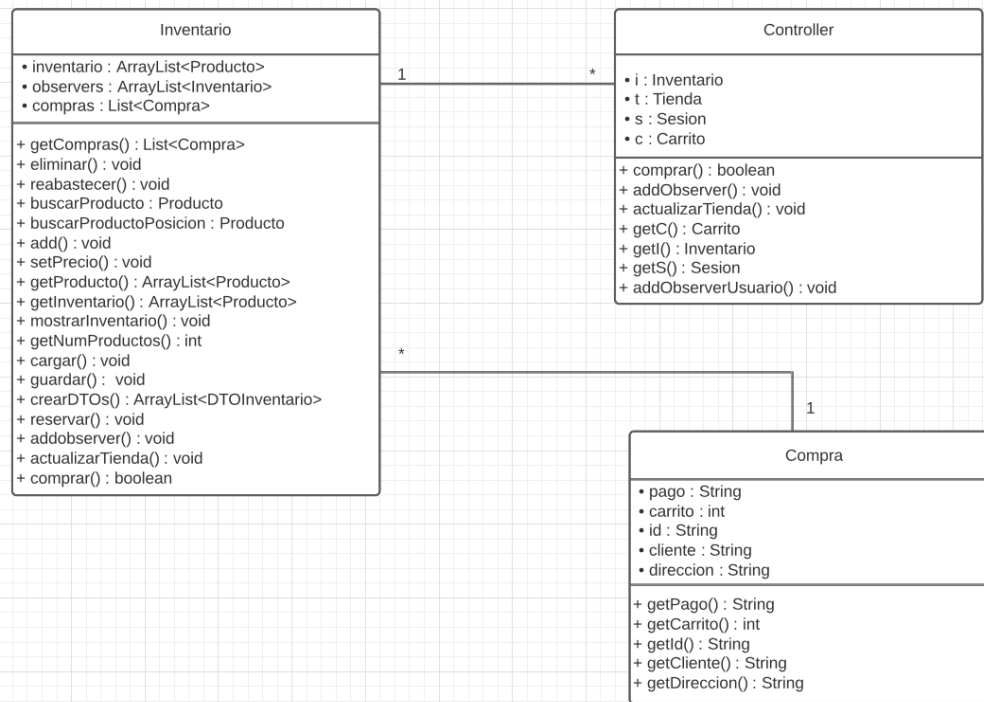 Inventario
• inventario : ArrayList<Producto>
• observers : ArrayList<Inventario>
• compras : List<Compra>
+ getCompras() : List<Compra>
+ eliminar() : void
+ reabastecer() : void
+ buscarProducto : Producto
+ buscarProductoPosicion : Producto
+ add() : void
+ setPrecio() : void
+ getProducto() : ArrayList<Producto>
+ getInventario() : ArrayList<Producto>
+ mostrarInventario() : void
+ getNumProductos() : int
+ cargar() : void
+ guardar() :  void
+ crearDTOs() : ArrayList<DTOInventario>
+ reservar() : void
+ addobserver() : void
+ actualizarTienda() : void
+ comprar() : boolean
1
*
Controller
• i : Inventario
• t : Tienda
• s : Sesion
• c : Carrito
+ comprar() : boolean
+ addObserver() : void
+ actualizarTienda() : void
+ getC() : Carrito
+ getI() : Inventario
+ getS() : Sesion
+ addObserverUsuario() : void
*
1
Compra
• pago : String
• carrito : int
• id : String
• cliente : String
• direccion : String
+ getPago() : String
+ getCarrito() : int
+ getId() : String
+ getCliente() : String
+ getDireccion() : String